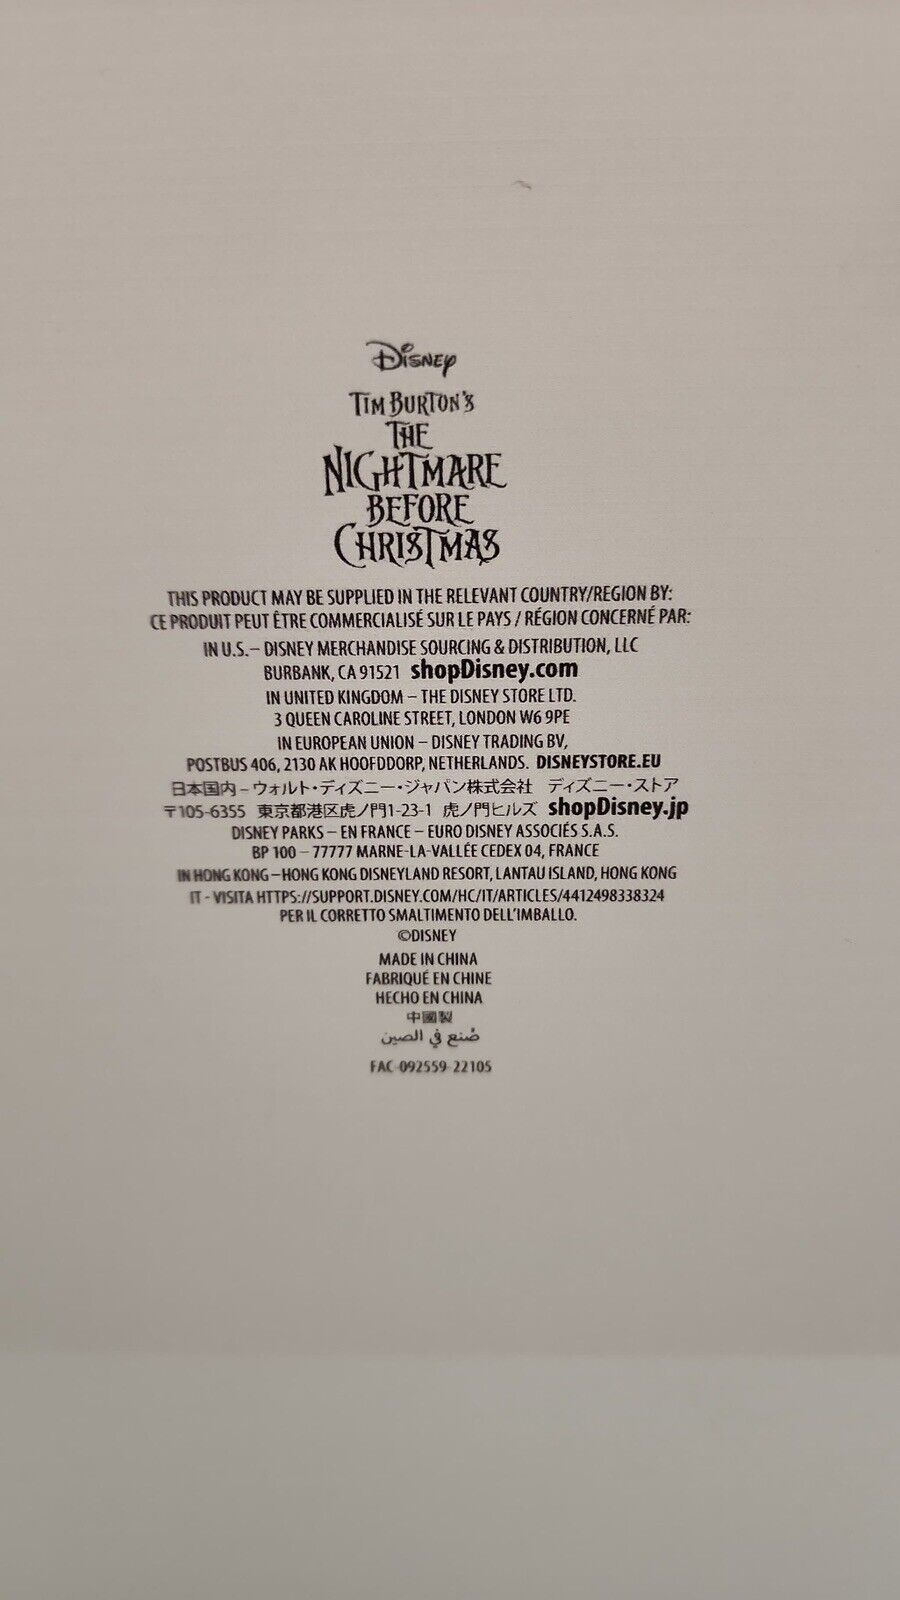 Disney
TIM BURTON'S
THE
NIGHTMARE
BEFORE
CHRISTMAS
THIS PRODUCT MAY BE SUPPLIED IN THE RELEVANT COUNTRY/REGION BY:
CE PRODUIT PEUT ÊTRE COMMERCIALISÉ SUR LE PAYS / RÉGION CONCERNÉ PAR:
IN U.S.– DISNEY MERCHANDISE SOURCING & DISTRIBUTION, LLC
BURBANK, CA 91521 shopDisney.com
IN UNITED KINGDOM – THE DISNEY STORE LTD.
3 QUEEN CAROLINE STREET, LONDON W6 9PE
IN EUROPEAN UNION – DISNEY TRADING BV,
POSTBUS 406, 2130 AK HOOFDDORP, NETHERLANDS. DISNEYSTORE.EU
日本国内 – ウォルト・ディズニー・ジャパン株式会社 ディズニー・ストア
〒105-6355 東京都港区虎ノ門1-23-1 虎ノ門ヒルズ shopDisney.jp
DISNEY PARKS – EN FRANCE – EURO DISNEY ASSOCIÉS S.A.S.
BP 100 – 77777 MARNE-LA-VALLÉE CEDEX 04, FRANCE
IN HONG KONG – HONG KONG DISNEYLAND RESORT, LANTAU ISLAND, HONG KONG
IT - VISITA HTTPS://SUPPORT.DISNEY.COM/HC/IT/ARTICLES/4412498338324
PER IL CORRETTO SMALTIMENTO DELL'IMBALLO.
©DISNEY
MADE IN CHINA
FABRIQUÉ EN CHINE
HECHO EN CHINA
中國製
صُنع في الصين
FAC-092559-22105